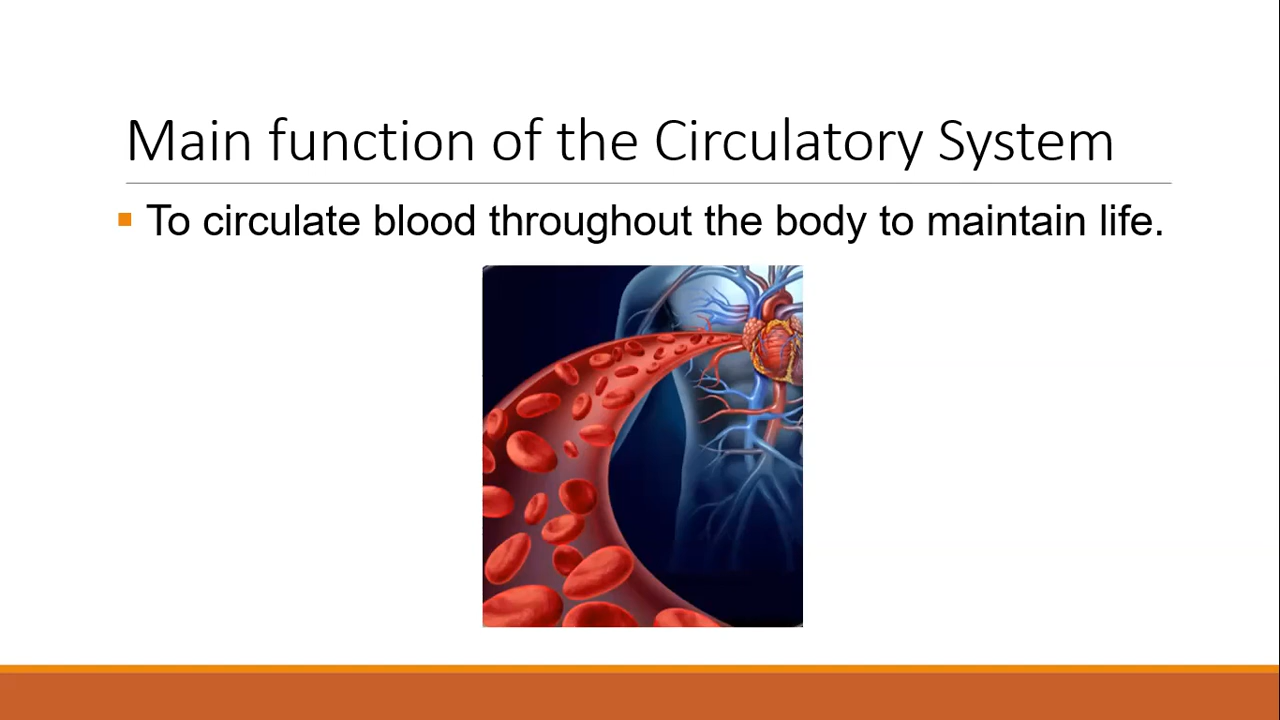 Main function of the Circulatory System
To circulate blood throughout the body to maintain life.